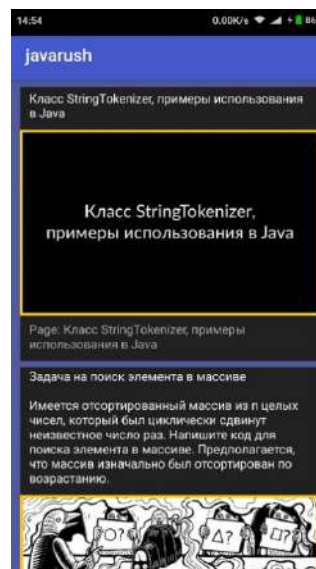 14:54 0.00K/s 86
javarush
Класс StringTokenizer, примеры использования
в Java
Класс StringTokenizer,
примеры использования в Java
Page: Класс StringTokenizer, примеры
использования в Java
Задача на поиск элемента в массиве
Имеется отсортированный массив из n целых
чисел, который был циклически сдвинут
неизвестное число раз. Напишите код для
поиска элемента в массиве. Предполагается,
что массив изначально был отсортирован по
возрастанию.
О?
Δ?
□?